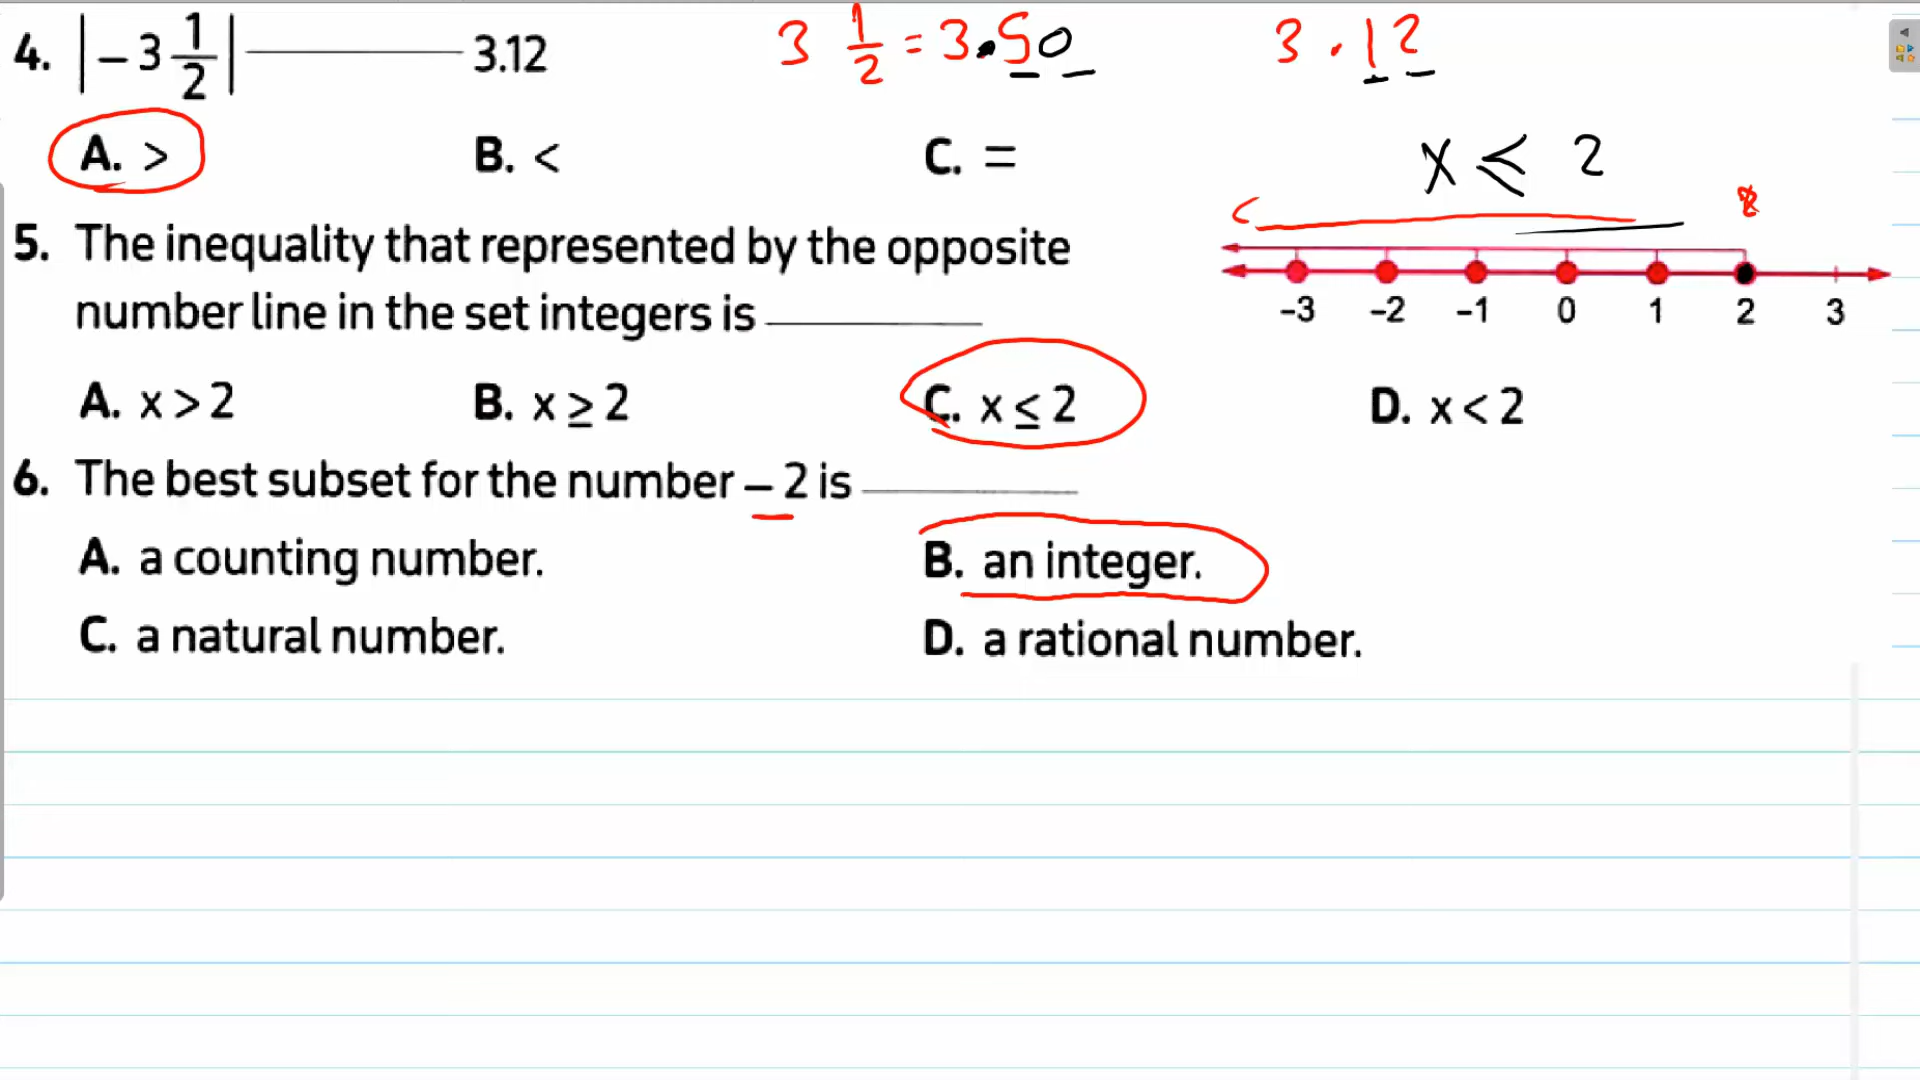 4. |– 3 1/2| ______ 3.12 3 1/2 = 3.50 3.12
A. > B. < C. =
x ≤ 2
5. The inequality that represented by the opposite
number line in the set integers is ______
-3 -2 -1 0 1 2 3
A. x > 2 B. x ≥ 2 C. x ≤ 2 D. x < 2
6. The best subset for the number – 2 is ______
A. a counting number. B. an integer.
C. a natural number. D. a rational number.